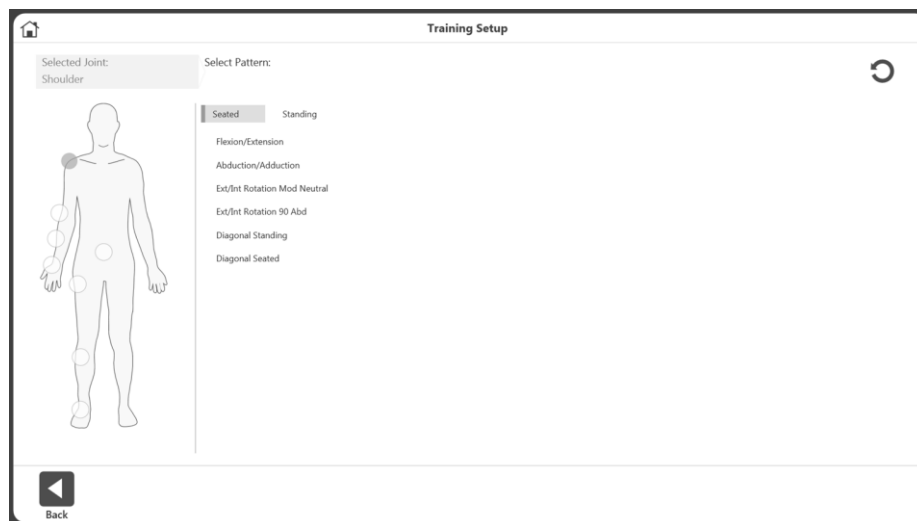 Training Setup
Selected Joint:
Shoulder
Select Pattern:
Seated
Standing
Flexion/Extension
Abduction/Adduction
Ext/Int Rotation Mod Neutral
Ext/Int Rotation 90 Abd
Diagonal Standing
Diagonal Seated
Back